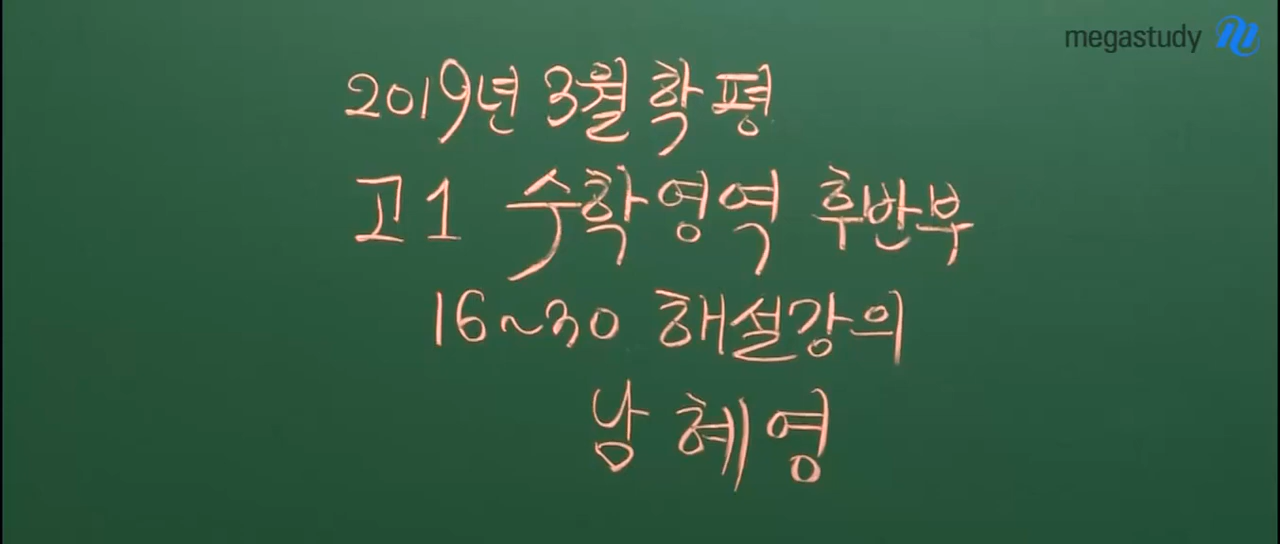 megastudy
2019년 3월 학평
고1 수학영역 후반부
16~30 해설강의
남혜영